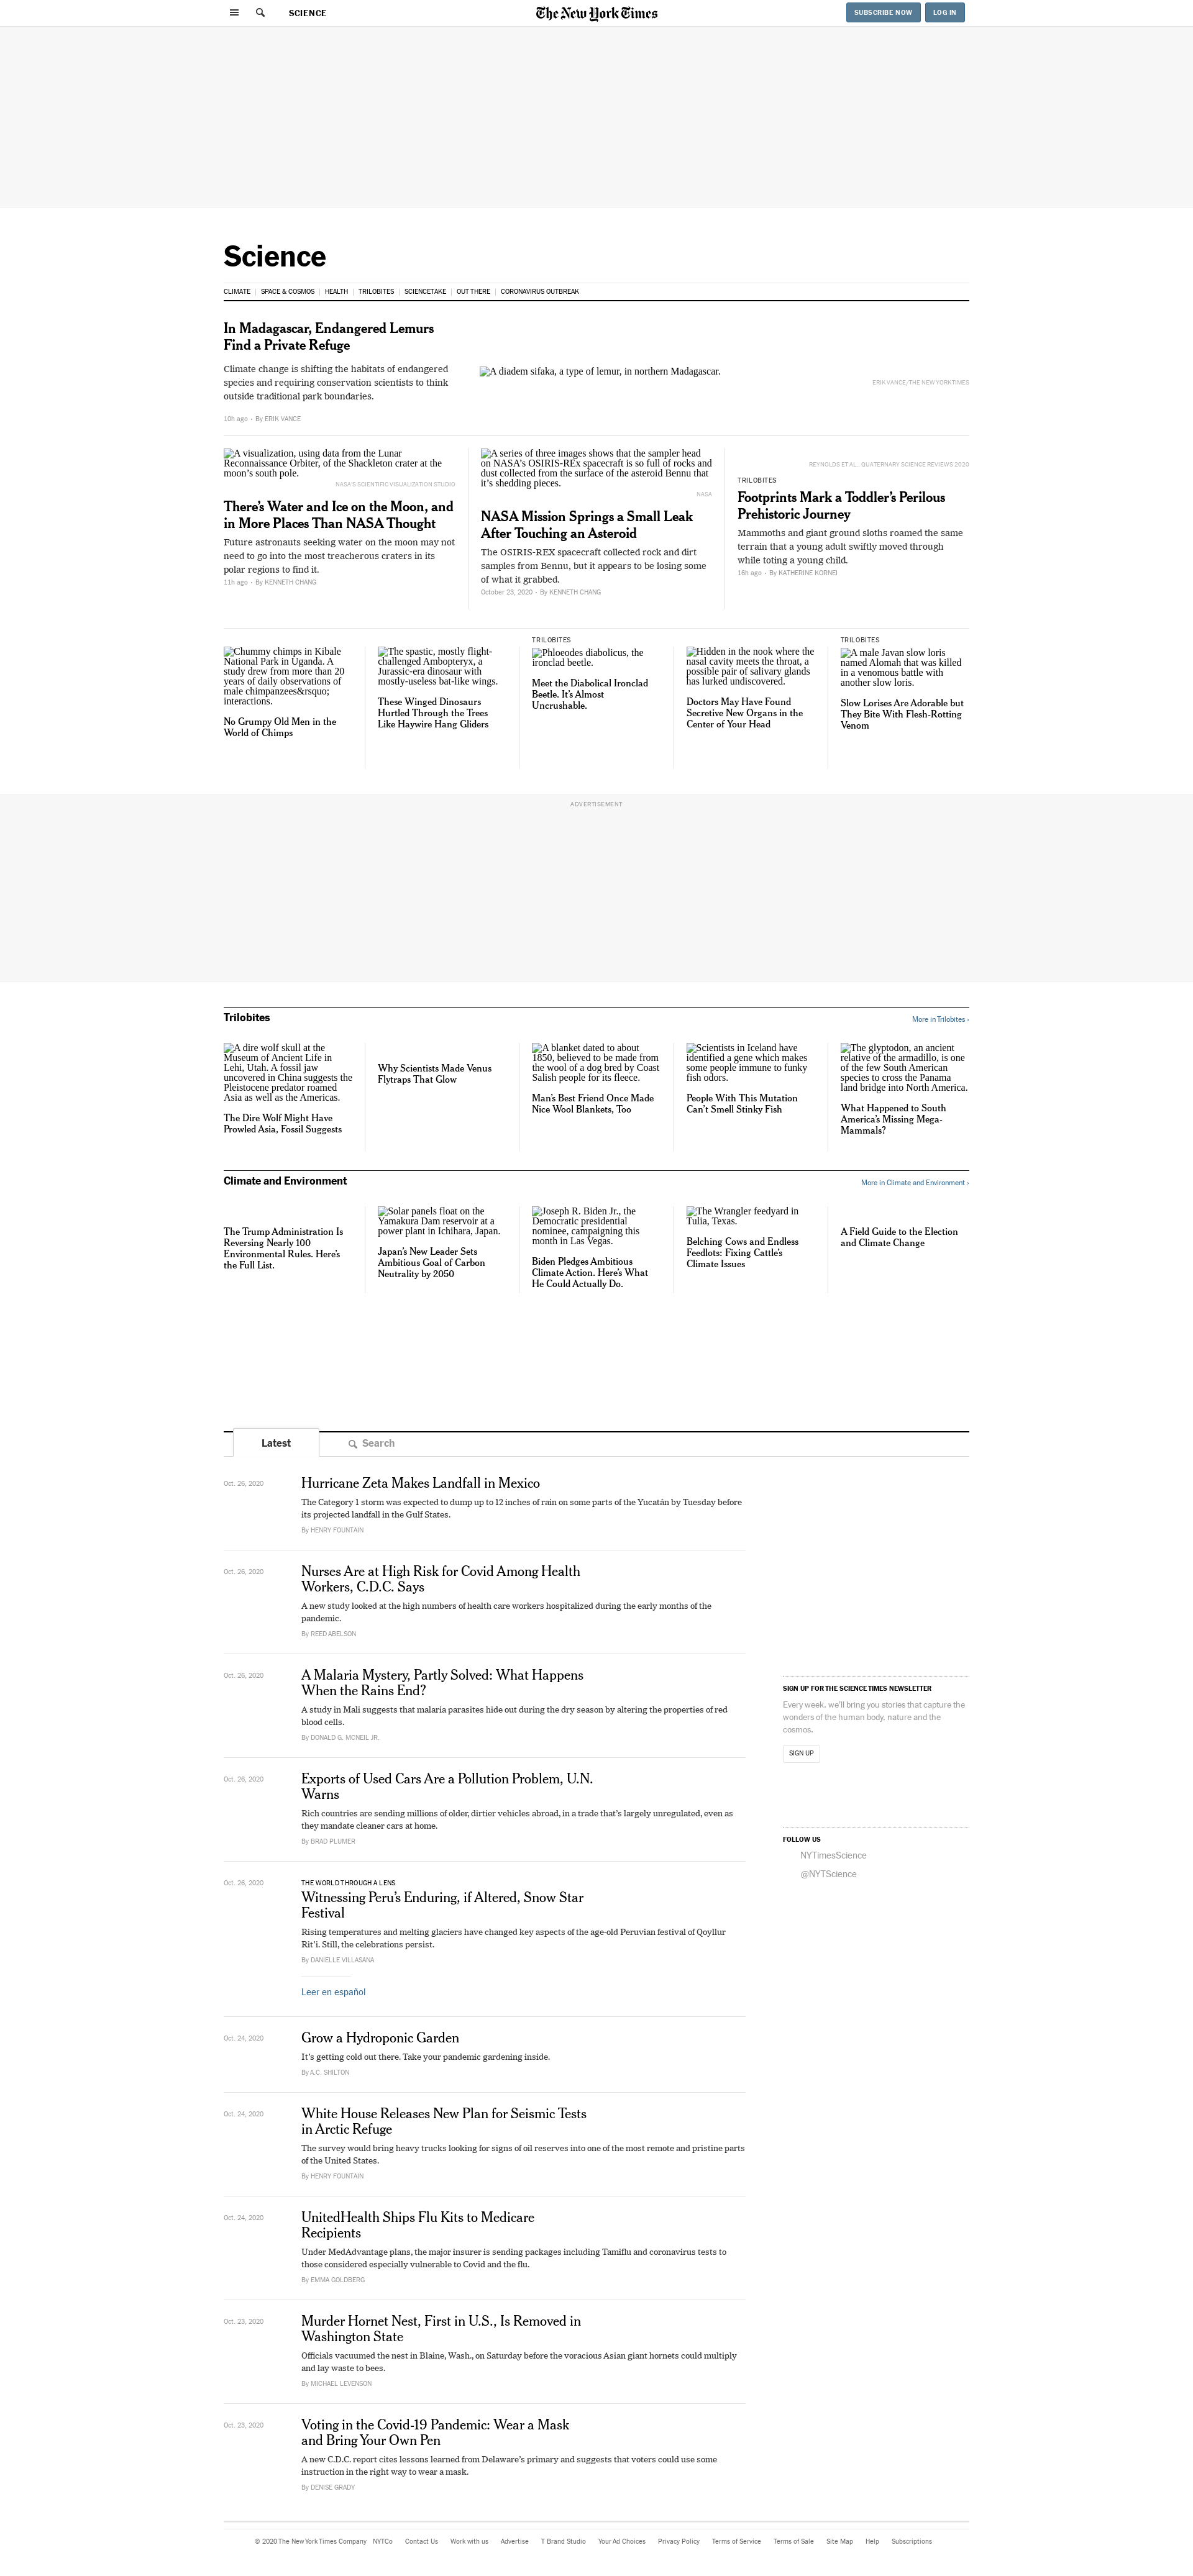 SCIENCE
The New York Times
SUBSCRIBE NOW
LOG IN
Science
CLIMATE
SPACE & COSMOS
HEALTH
TRILOBITES
SCIENCETAKE
OUT THERE
CORONAVIRUS OUTBREAK
In Madagascar, Endangered Lemurs
Find a Private Refuge
Climate change is shifting the habitats of endangered
species and requiring conservation scientists to think
outside traditional park boundaries.
10h ago - By ERIK VANCE
A diadem sifaka, a type of lemur, in northern Madagascar.
ERIK VANCE/THE NEW YORK TIMES
A visualization, using data from the Lunar
Reconnaissance Orbiter, of the Shackleton crater at the
moon's south pole.
NASA'S SCIENTIFIC VISUALIZATION STUDIO
There's Water and Ice on the Moon, and
in More Places Than NASA Thought
Future astronauts seeking water on the moon may not
need to go into the most treacherous craters in its
polar regions to find it.
11h ago - By KENNETH CHANG
A series of three images shows that the sampler head
on NASA's OSIRIS-REx spacecraft is so full of rocks and
dust collected from the surface of the asteroid Bennu that
it's shedding pieces.
NASA
NASA Mission Springs a Small Leak
After Touching an Asteroid
The OSIRIS-REX spacecraft collected rock and dirt
samples from Bennu, but it appears to be losing some
of what it grabbed.
October 23, 2020 - By KENNETH CHANG
REYNOLDS ET AL., QUATERNARY SCIENCE REVIEWS 2020
TRILOBITES
Footprints Mark a Toddler's Perilous
Prehistoric Journey
Mammoths and giant ground sloths roamed the same
terrain that a young adult swiftly moved through
while toting a young child.
16h ago - By KATHERINE KORNEI
Chummy chimps in Kibale
National Park in Uganda. A
study drew from more than 20
years of daily observations of
male chimpanzees&rsquo;
interactions.
No Grumpy Old Men in the
World of Chimps
The spastic, mostly flight-
challenged Ambopteryx, a
Jurassic-era dinosaur with
mostly-useless bat-like wings.
These Winged Dinosaurs
Hurtled Through the Trees
Like Haywire Hang Gliders
TRILOBITES
Phloeodes diabolicus, the
ironclad beetle.
Meet the Diabolical Ironclad
Beetle. It's Almost
Uncrushable.
Hidden in the nook where the
nasal cavity meets the throat, a
possible pair of salivary glands
has lurked undiscovered.
Doctors May Have Found
Secretive New Organs in the
Center of Your Head
TRILOBITES
A male Javan slow loris
named Alomah that was killed
in a venomous battle with
another slow loris.
Slow Lorises Are Adorable but
They Bite With Flesh-Rotting
Venom
ADVERTISEMENT
Trilobites
More in Trilobites ›
A dire wolf skull at the
Museum of Ancient Life in
Lehi, Utah. A fossil jaw
uncovered in China suggests the
Pleistocene predator roamed
Asia as well as the Americas.
The Dire Wolf Might Have
Prowled Asia, Fossil Suggests
Why Scientists Made Venus
Flytraps That Glow
A blanket dated to about
1850, believed to be made from
the wool of a dog bred by Coast
Salish people for its fleece.
Man's Best Friend Once Made
Nice Wool Blankets, Too
Scientists in Iceland have
identified a gene which makes
some people immune to funky
fish odors.
People With This Mutation
Can't Smell Stinky Fish
The glyptodon, an ancient
relative of the armadillo, is one
of the few South American
species to cross the Panama
land bridge into North America.
What Happened to South
America's Missing Mega-
Mammals?
Climate and Environment
More in Climate and Environment ›
The Trump Administration Is
Reversing Nearly 100
Environmental Rules. Here's
the Full List.
Solar panels float on the
Yamakura Dam reservoir at a
power plant in Ichihara, Japan.
Japan's New Leader Sets
Ambitious Goal of Carbon
Neutrality by 2050
Joseph R. Biden Jr., the
Democratic presidential
nominee, campaigning this
month in Las Vegas.
Biden Pledges Ambitious
Climate Action. Here's What
He Could Actually Do.
The Wrangler feedyard in
Tulia, Texas.
Belching Cows and Endless
Feedlots: Fixing Cattle's
Climate Issues
A Field Guide to the Election
and Climate Change
Latest
Search
Oct. 26, 2020
Hurricane Zeta Makes Landfall in Mexico
The Category 1 storm was expected to dump up to 12 inches of rain on some parts of the Yucatán by Tuesday before
its projected landfall in the Gulf States.
By HENRY FOUNTAIN
Oct. 26, 2020
Nurses Are at High Risk for Covid Among Health
Workers, C.D.C. Says
A new study looked at the high numbers of health care workers hospitalized during the early months of the
pandemic.
By REED ABELSON
Oct. 26, 2020
A Malaria Mystery, Partly Solved: What Happens
When the Rains End?
A study in Mali suggests that malaria parasites hide out during the dry season by altering the properties of red
blood cells.
By DONALD G. MCNEIL JR.
Oct. 26, 2020
Exports of Used Cars Are a Pollution Problem, U.N.
Warns
Rich countries are sending millions of older, dirtier vehicles abroad, in a trade that's largely unregulated, even as
they mandate cleaner cars at home.
By BRAD PLUMER
Oct. 26, 2020
THE WORLD THROUGH A LENS
Witnessing Peru's Enduring, if Altered, Snow Star
Festival
Rising temperatures and melting glaciers have changed key aspects of the age-old Peruvian festival of Qoyllur
Rit'i. Still, the celebrations persist.
By DANIELLE VILLASANA
Leer en español
Oct. 24, 2020
Grow a Hydroponic Garden
It's getting cold out there. Take your pandemic gardening inside.
By A.C. SHILTON
Oct. 24, 2020
White House Releases New Plan for Seismic Tests
in Arctic Refuge
The survey would bring heavy trucks looking for signs of oil reserves into one of the most remote and pristine parts
of the United States.
By HENRY FOUNTAIN
Oct. 24, 2020
UnitedHealth Ships Flu Kits to Medicare
Recipients
Under MedAdvantage plans, the major insurer is sending packages including Tamiflu and coronavirus tests to
those considered especially vulnerable to Covid and the flu.
By EMMA GOLDBERG
Oct. 23, 2020
Murder Hornet Nest, First in U.S., Is Removed in
Washington State
Officials vacuumed the nest in Blaine, Wash., on Saturday before the voracious Asian giant hornets could multiply
and lay waste to bees.
By MICHAEL LEVENSON
Oct. 23, 2020
Voting in the Covid-19 Pandemic: Wear a Mask
and Bring Your Own Pen
A new C.D.C. report cites lessons learned from Delaware's primary and suggests that voters could use some
instruction in the right way to wear a mask.
By DENISE GRADY
SIGN UP FOR THE SCIENCE TIMES NEWSLETTER
Every week, we'll bring you stories that capture the
wonders of the human body, nature and the
cosmos.
SIGN UP
FOLLOW US
NYTimesScience
@NYTScience
© 2020 The New York Times Company
NYTCo
Contact Us
Work with us
Advertise
T Brand Studio
Your Ad Choices
Privacy Policy
Terms of Service
Terms of Sale
Site Map
Help
Subscriptions